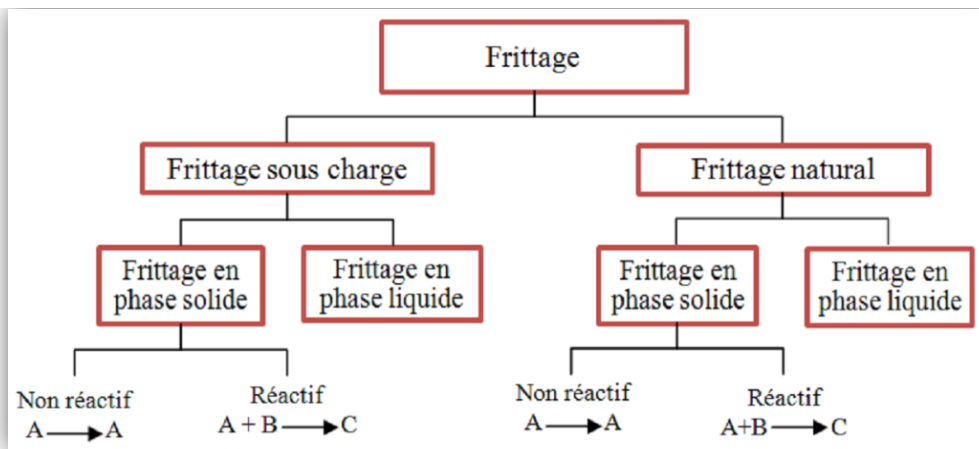 Frittage
Frittage sous charge
Frittage natural
Frittage en
phase solide
Frittage en
phase liquide
Frittage en
phase solide
Frittage en
phase liquide
Non réactif
A → A
Réactif
A + B → C
Non réactif
A → A
Réactif
A+B → C